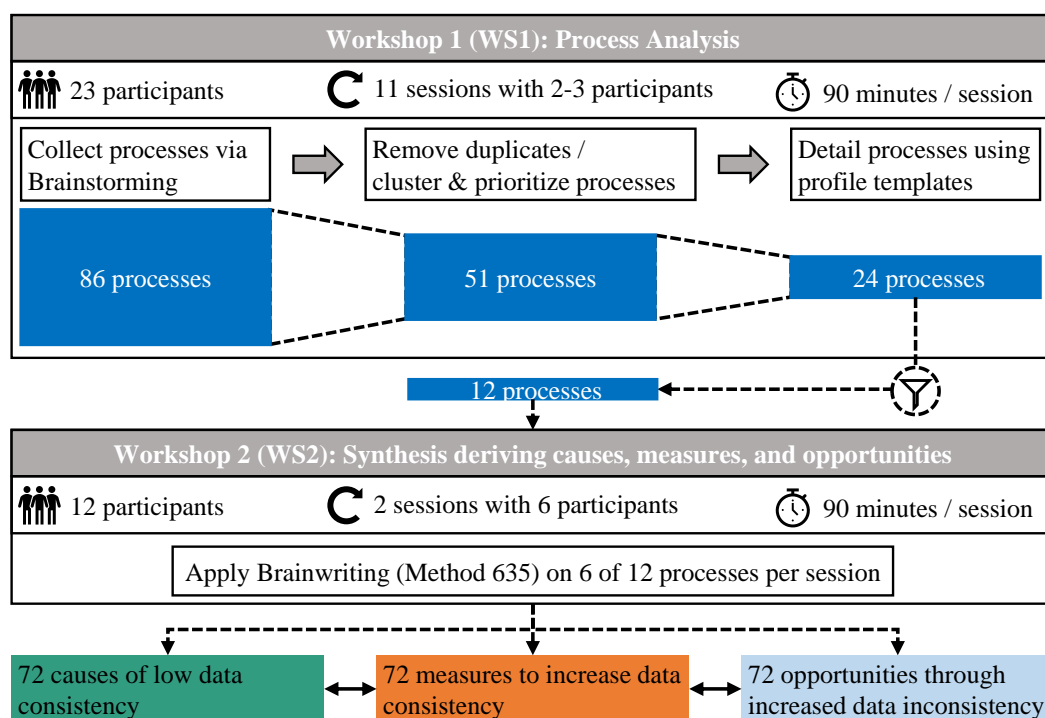 Workshop 1 (WS1): Process Analysis
23 participants
11 sessions with 2-3 participants
90 minutes / session
Collect processes via
Brainstorming
Remove duplicates /
cluster & prioritize processes
Detail processes using
profile templates
86 processes
51 processes
24 processes
12 processes
Workshop 2 (WS2): Synthesis deriving causes, measures, and opportunities
12 participants
2 sessions with 6 participants
90 minutes / session
Apply Brainwriting (Method 635) on 6 of 12 processes per session
72 causes of low data
consistency
72 measures to increase data
consistency
72 opportunities through
increased data inconsistency